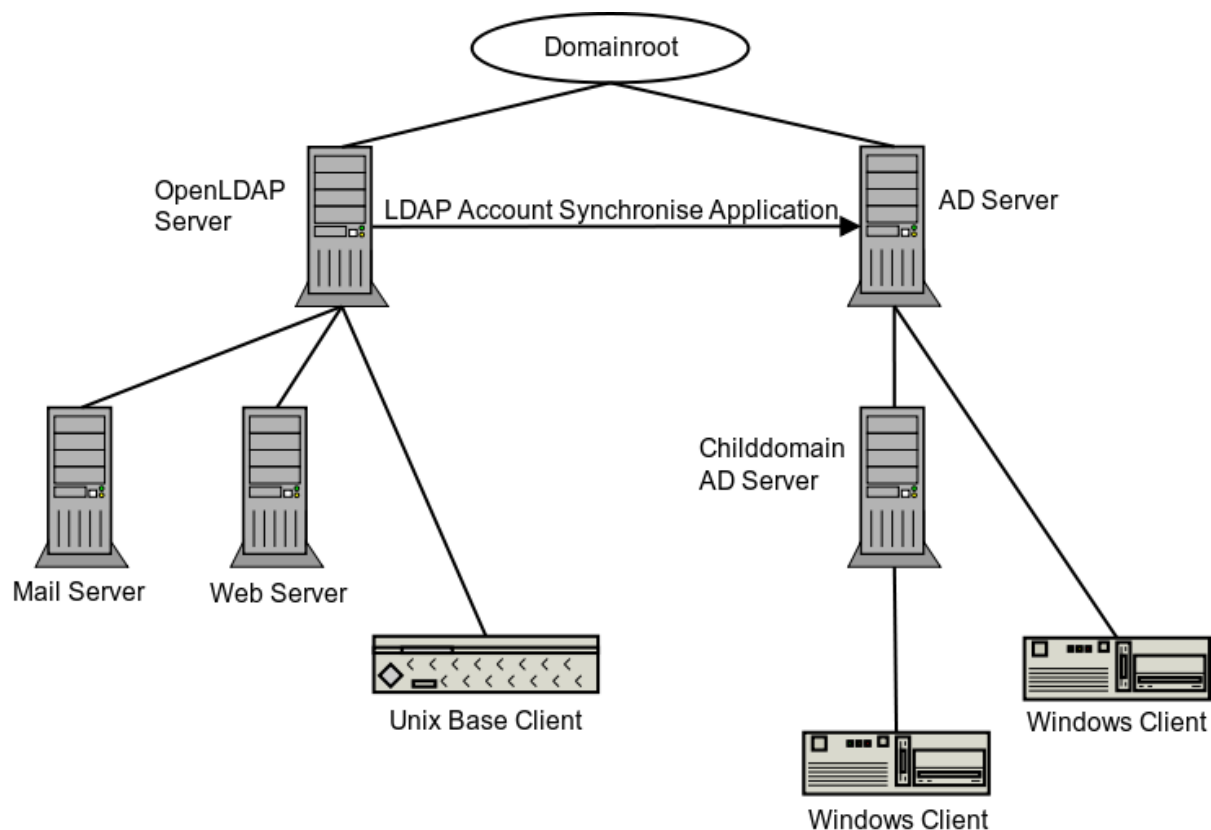 Domainroot
OpenLDAP
Server
LDAP Account Synchronise Application
AD Server
Childdomain
AD Server
Mail Server
Web Server
Unix Base Client
Windows Client
Windows Client